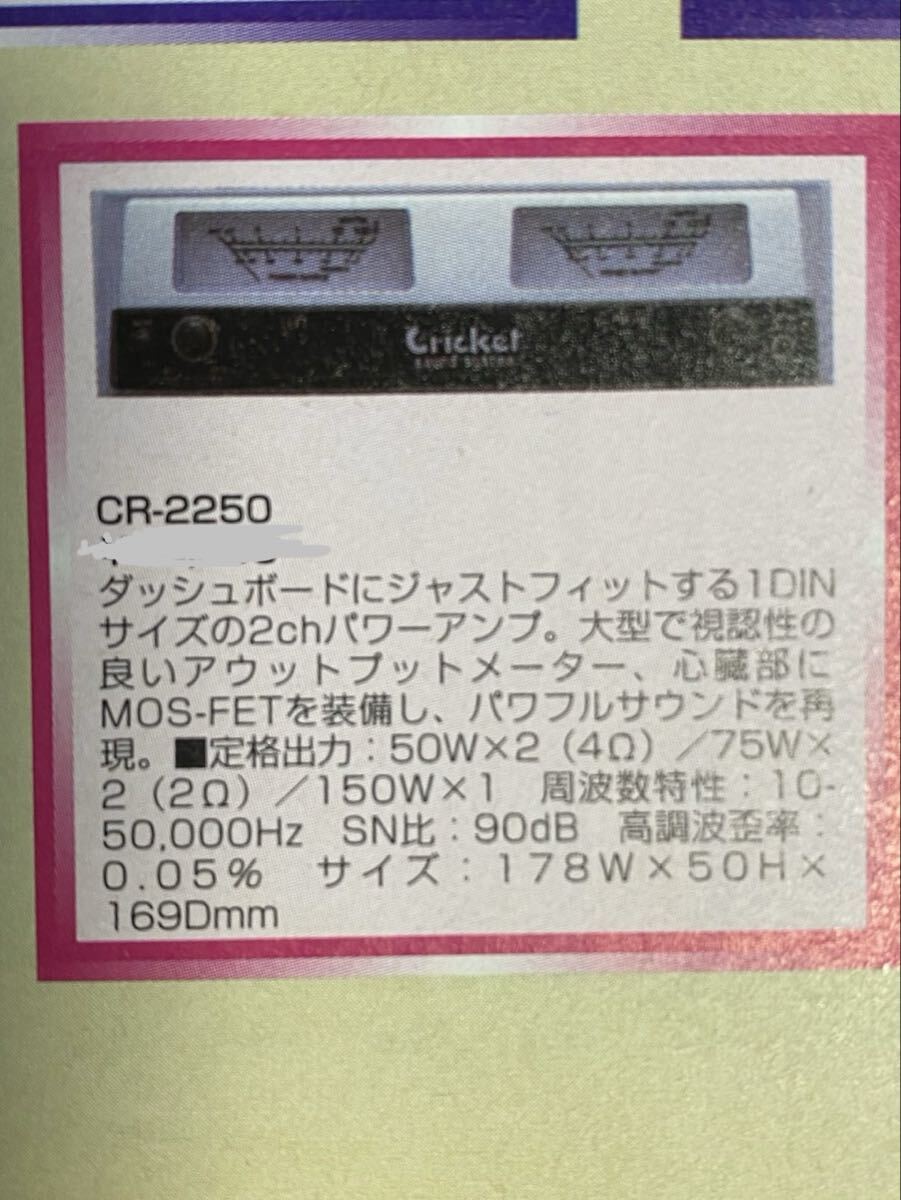 Cricket
CR-2250
ダッシュボードにジャストフィットする1DIN
サイズの2chパワーアンプ。大型で視認性の
良いアウットプットメーター、心臓部に
MOS-FETを装備し、パワフルサウンドを再
現。■定格出力：50W×2（4Ω）／75W×
2（2Ω）／150W×1　周波数特性：10-
50,000Hz　SN比：90dB　高調波歪率：
0.05%　サイズ：178W×50H×
169Dmm